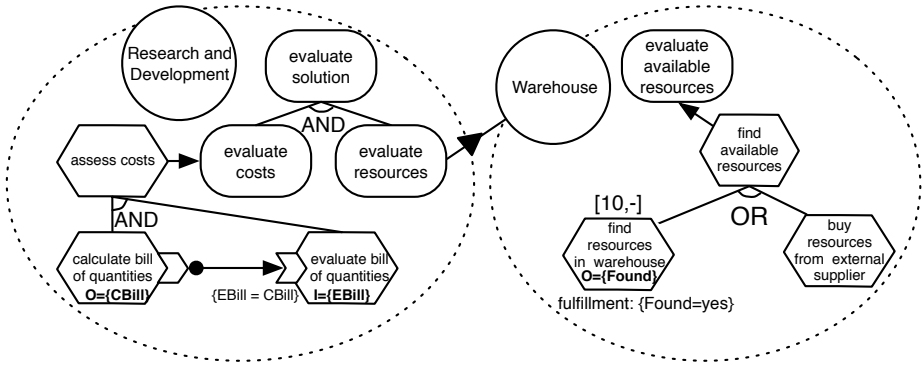 Research and
Development
evaluate
solution
AND
assess costs
evaluate
costs
evaluate
resources
AND
calculate bill
of quantities
O={CBill}
{EBill = CBill}
evaluate bill
of quantities
I={EBill}
Warehouse
evaluate
available
resources
find
available
resources
OR
[10,-]
find
resources
in warehouse
O={Found}
fulfillment: {Found=yes}
buy
resources
from external
supplier